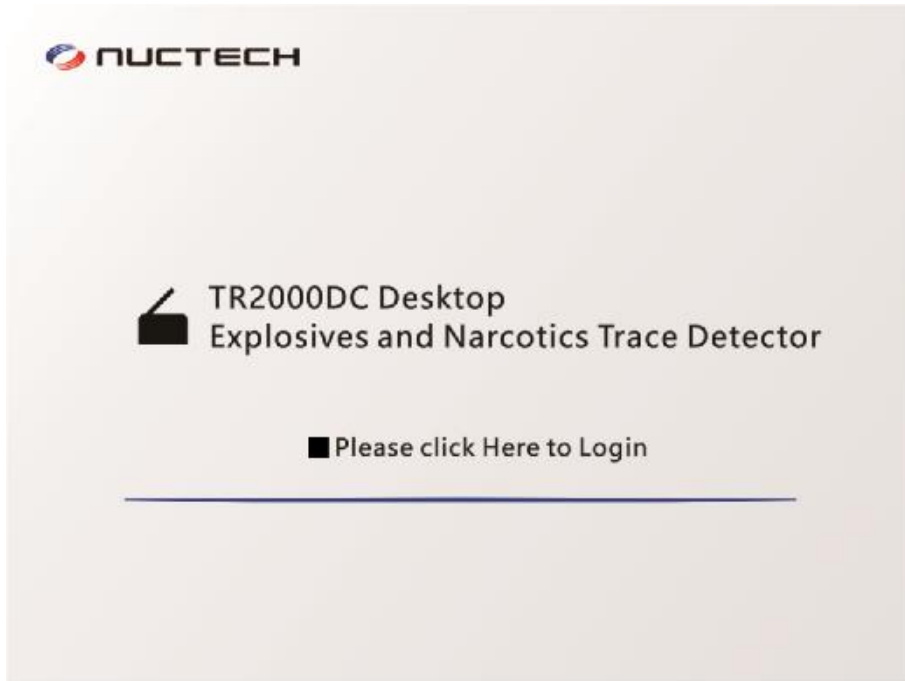 NUCTECH
TR2000DC Desktop
Explosives and Narcotics Trace Detector
Please click Here to Login